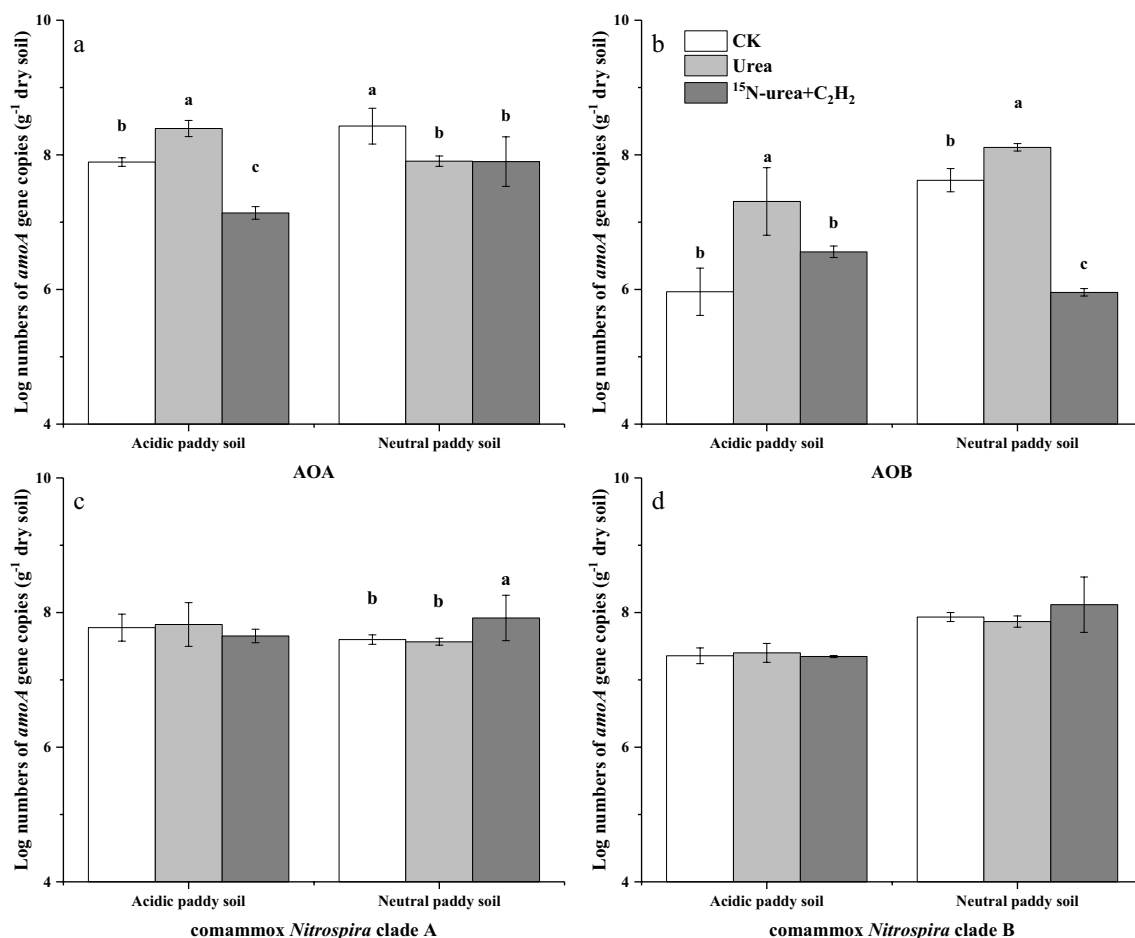 a
Log numbers of amoA gene copies (g⁻¹ dry soil)
10
8
6
4
b
a
c
a
b
b
Acidic paddy soil
Neutral paddy soil
AOA
b
CK
Urea
¹⁵N-urea+C₂H₂
Log numbers of amoA gene copies (g⁻¹ dry soil)
10
8
6
4
b
a
b
b
a
c
Acidic paddy soil
Neutral paddy soil
AOB
c
Log numbers of amoA gene copies (g⁻¹ dry soil)
10
8
6
4
b
b
a
Acidic paddy soil
Neutral paddy soil
comammox Nitrospira clade A
d
Log numbers of amoA gene copies (g⁻¹ dry soil)
10
8
6
4
Acidic paddy soil
Neutral paddy soil
comammox Nitrospira clade B